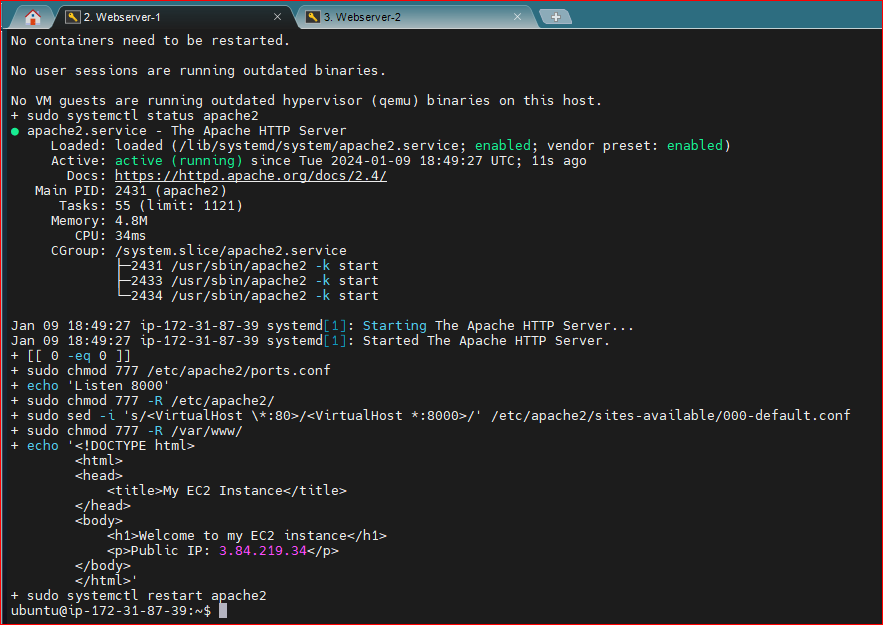 2. Webserver-1
3. Webserver-2
No containers need to be restarted.
No user sessions are running outdated binaries.
No VM guests are running outdated hypervisor (qemu) binaries on this host.
+ sudo systemctl status apache2
● apache2.service - The Apache HTTP Server
Loaded: loaded (/lib/systemd/system/apache2.service; enabled; vendor preset: enabled)
Active: active (running) since Tue 2024-01-09 18:49:27 UTC; 11s ago
Docs: https://httpd.apache.org/docs/2.4/
Main PID: 2431 (apache2)
Tasks: 55 (limit: 1121)
Memory: 4.8M
CPU: 34ms
CGroup: /system.slice/apache2.service
├─2431 /usr/sbin/apache2 -k start
├─2433 /usr/sbin/apache2 -k start
└─2434 /usr/sbin/apache2 -k start
Jan 09 18:49:27 ip-172-31-87-39 systemd[1]: Starting The Apache HTTP Server...
Jan 09 18:49:27 ip-172-31-87-39 systemd[1]: Started The Apache HTTP Server.
+ [[ 0 -eq 0 ]]
+ sudo chmod 777 /etc/apache2/ports.conf
+ echo 'Listen 8000'
+ sudo chmod 777 -R /etc/apache2/
+ sudo sed -i 's/<VirtualHost \*:80>/<VirtualHost *:8000>/' /etc/apache2/sites-available/000-default.conf
+ sudo chmod 777 -R /var/www/
+ echo '<!DOCTYPE html>
<html>
<head>
<title>My EC2 Instance</title>
</head>
<body>
<h1>Welcome to my EC2 instance</h1>
<p>Public IP: 3.84.219.34</p>
</body>
</html>'
+ sudo systemctl restart apache2
ubuntu@ip-172-31-87-39:~$